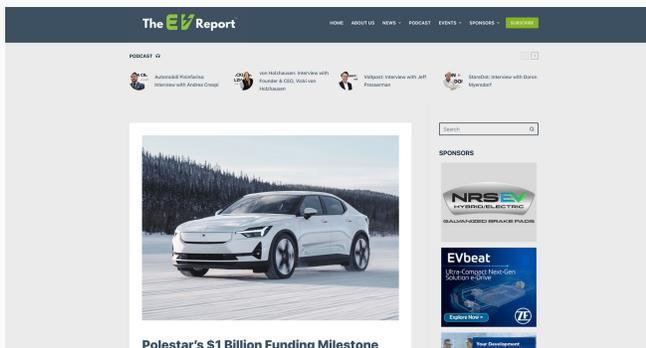 The EV Report
HOME ABOUT US NEWS PODCAST EVENTS SPONSORS SUBSCRIBE
PODCAST
Automobili Pininfarina:
Interview with Andrea Crespi
von Holzhausen: Interview with
Founder & CEO, Vicki von
Holzhausen
Voltpost: Interview with Jeff
Prosserman
StoreDot: Interview with Doron
Myersdorf
Search
SPONSORS
NRS EV
HYBRID/ELECTRIC
GALVANIZED BRAKE PADS
EVbeat
Ultra-Compact Next-Gen
Solution e-Drive
Explore Now >
ZF
Polestar's $1 Billion Funding Milestone
Your Development